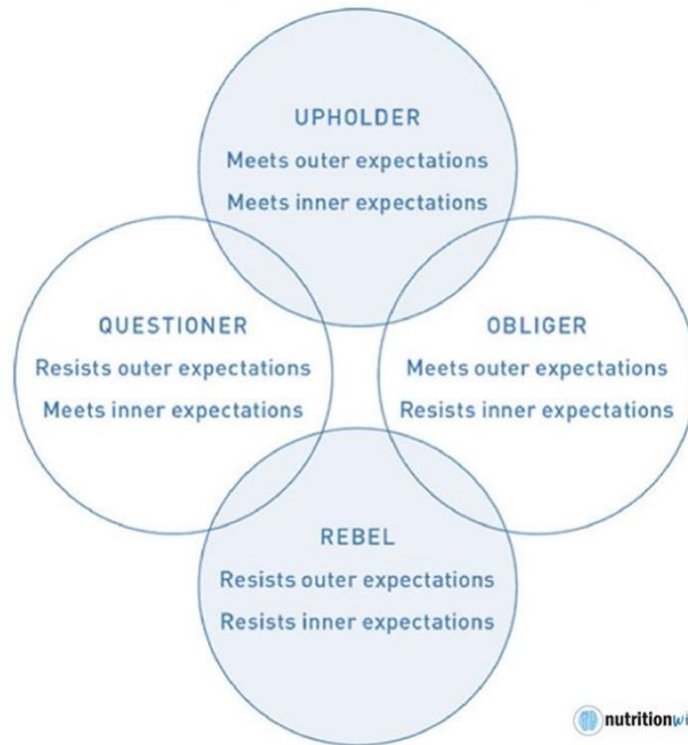 UPHOLDER
Meets outer expectations
Meets inner expectations
QUESTIONER
Resists outer expectations
Meets inner expectations
OBLIGER
Meets outer expectations
Resists inner expectations
REBEL
Resists outer expectations
Resists inner expectations
nutritionwi